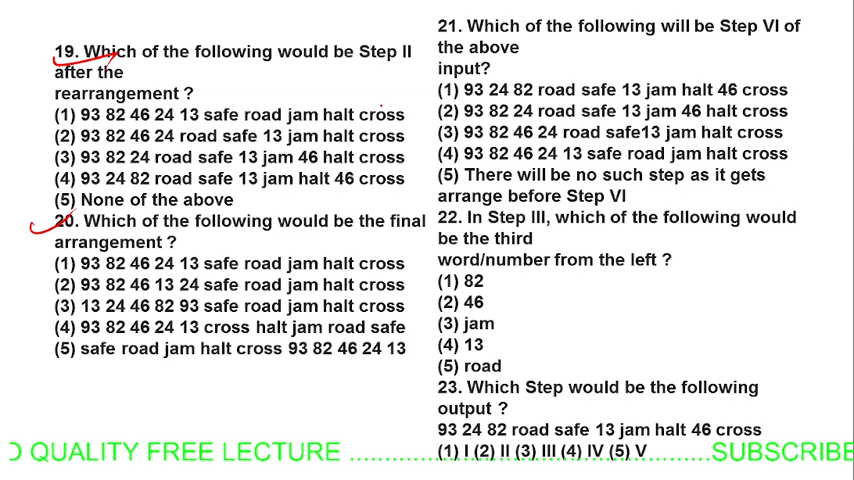 19. Which of the following would be Step II
after the
rearrangement ?
(1) 93 82 46 24 13 safe road jam halt cross
(2) 93 82 46 24 road safe 13 jam halt cross
(3) 93 82 24 road safe 13 jam 46 halt cross
(4) 93 24 82 road safe 13 jam halt 46 cross
(5) None of the above
20. Which of the following would be the final
arrangement ?
(1) 93 82 46 24 13 safe road jam halt cross
(2) 93 82 46 13 24 safe road jam halt cross
(3) 13 24 46 82 93 safe road jam halt cross
(4) 93 82 46 24 13 cross halt jam road safe
(5) safe road jam halt cross 93 82 46 24 13
21. Which of the following will be Step VI of
the above
input?
(1) 93 24 82 road safe 13 jam halt 46 cross
(2) 93 82 24 road safe 13 jam 46 halt cross
(3) 93 82 46 24 road safe13 jam halt cross
(4) 93 82 46 24 13 safe road jam halt cross
(5) There will be no such step as it gets
arrange before Step VI
22. In Step III, which of the following would
be the third
word/number from the left ?
(1) 82
(2) 46
(3) jam
(4) 13
(5) road
23. Which Step would be the following
output ?
93 24 82 road safe 13 jam halt 46 cross
(1) I (2) II (3) III (4) IV (5) V
QUALITY FREE LECTURE ............................................SUBSCRIBE